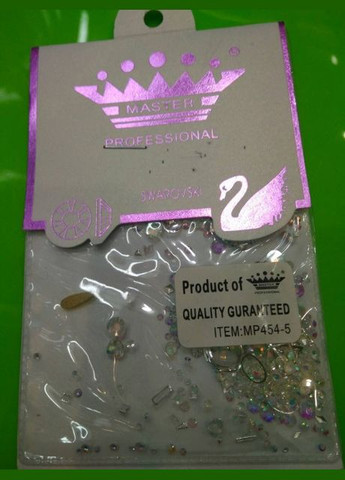 MASTER
PROFESSIONAL
SWAROVSKI
Product of
QUALITY GURANTEED
ITEM:MP454-5